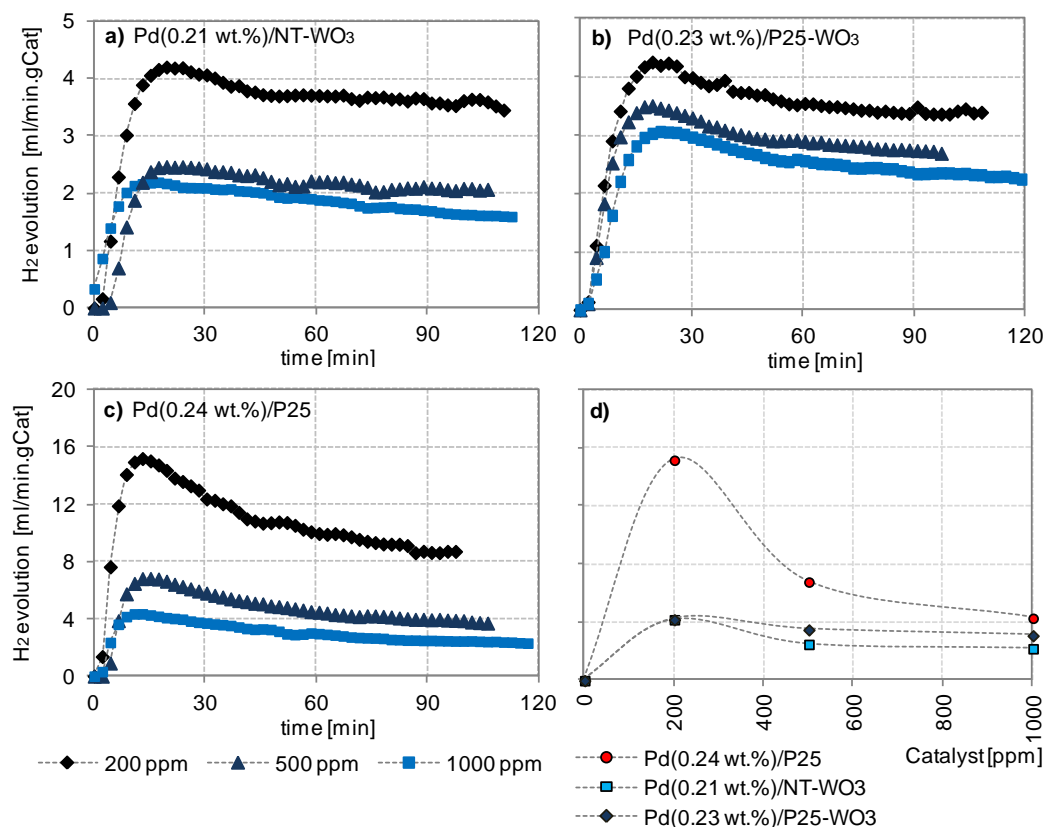 a) Pd(0.21 wt.%)/NT-WO3
H2 evolution [ml/min.gCat]
5
4
3
2
1
0
0 30 60 90 120
time [min]
b) Pd(0.23 wt.%)/P25-WO3
0 30 60 90 120
time [min]
c) Pd(0.24 wt.%)/P25
H2 evolution [ml/min.gCat]
20
16
12
8
4
0
0 30 60 90 120
time [min]
200 ppm 500 ppm 1000 ppm
d)
0 200 400 600 800 1000
Catalyst [ppm]
Pd(0.24 wt.%)/P25
Pd(0.21 wt.%)/NT-WO3
Pd(0.23 wt.%)/P25-WO3